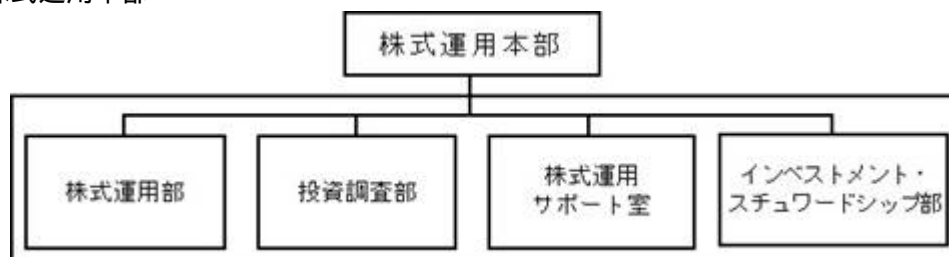 株式運用本部
株式運用部
投資調査部
株式運用
サポート室
インベストメント・
スチュワードシップ部